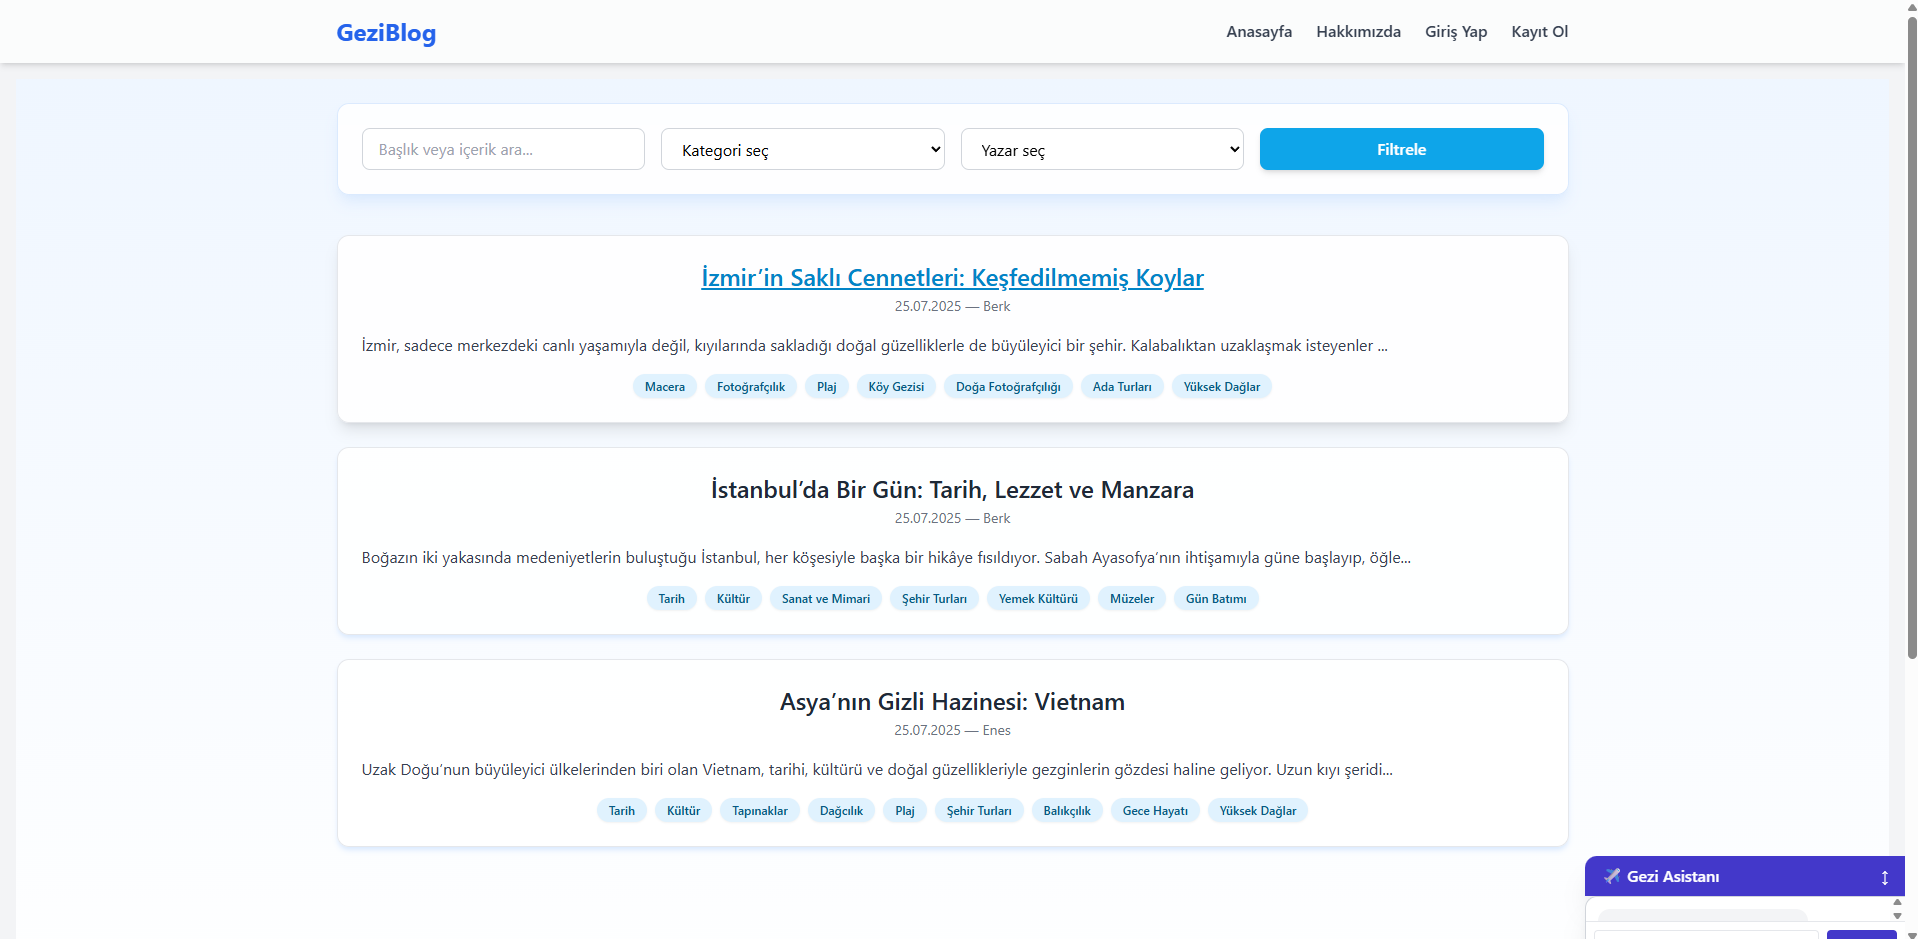 GeziBlog
Anasayfa Hakkımızda Giriş Yap Kayıt Ol
Başlık veya içerik ara... Kategori seç Yazar seç Filtrele
İzmir’in Saklı Cennetleri: Keşfedilmemiş Koylar
25.07.2025 — Berk
İzmir, sadece merkezdeki canlı yaşamıyla değil, kıyılarında sakladığı doğal güzelliklerle de büyüleyici bir şehir. Kalabalıktan uzaklaşmak isteyenler ...
Macera Fotoğrafçılık Plaj Köy Gezisi Doğa Fotoğrafçılığı Ada Turları Yüksek Dağlar
İstanbul’da Bir Gün: Tarih, Lezzet ve Manzara
25.07.2025 — Berk
Boğazın iki yakasında medeniyetlerin buluştuğu İstanbul, her köşesiyle başka bir hikâye fısıldıyor. Sabah Ayasofya’nın ihtişamıyla güne başlayıp, öğle...
Tarih Kültür Sanat ve Mimari Şehir Turları Yemek Kültürü Müzeler Gün Batımı
Asya’nın Gizli Hazinesi: Vietnam
25.07.2025 — Enes
Uzak Doğu’nun büyüleyici ülkelerinden biri olan Vietnam, tarihi, kültürü ve doğal güzellikleriyle gezginlerin gözdesi haline geliyor. Uzun kıyı şeridi...
Tarih Kültür Tapınaklar Dağcılık Plaj Şehir Turları Balıkçılık Gece Hayatı Yüksek Dağlar
Gezi Asistanı